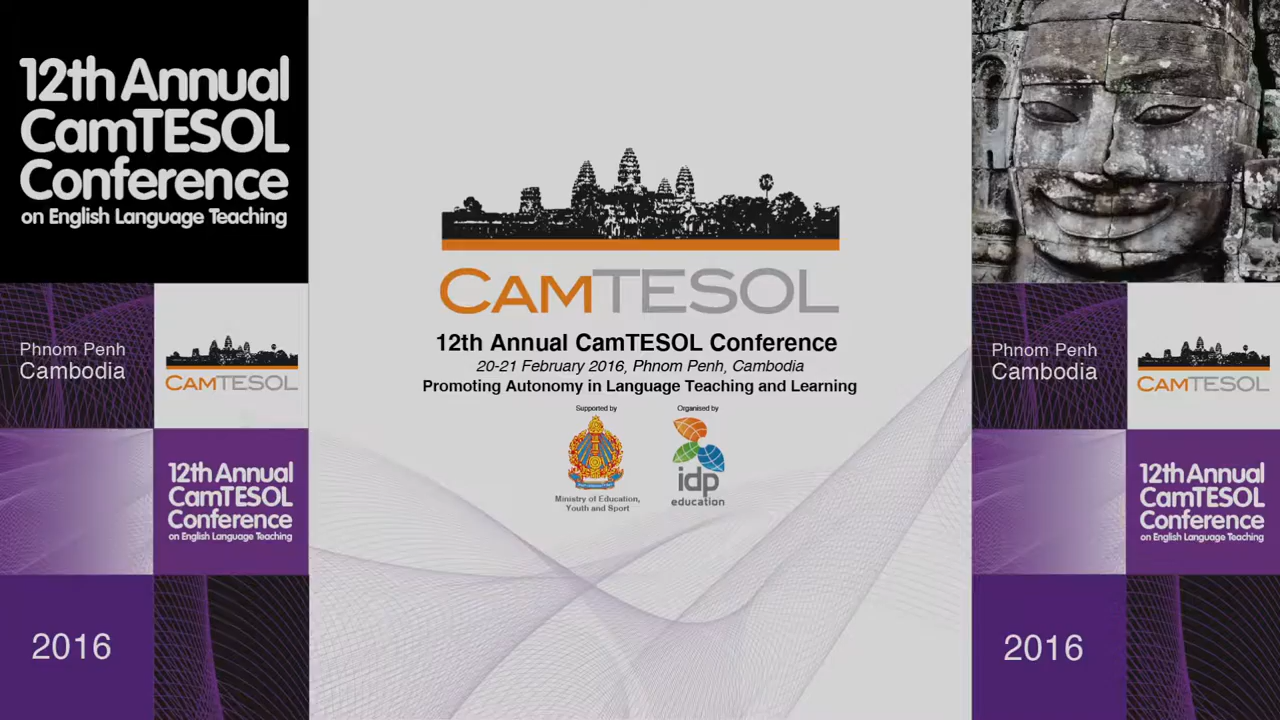 12th Annual
CamTESOL
Conference
on English Language Teaching
Phnom Penh
Cambodia
CAMTESOL
12th Annual
CamTESOL
Conference
on English Language Teaching
2016
CAMTESOL
12th Annual CamTESOL Conference
20-21 February 2016, Phnom Penh, Cambodia
Promoting Autonomy in Language Teaching and Learning
Supported by
Organised by
Ministry of Education,
Youth and Sport
idp
education
Phnom Penh
Cambodia
CAMTESOL
12th Annual
CamTESOL
Conference
on English Language Teaching
2016